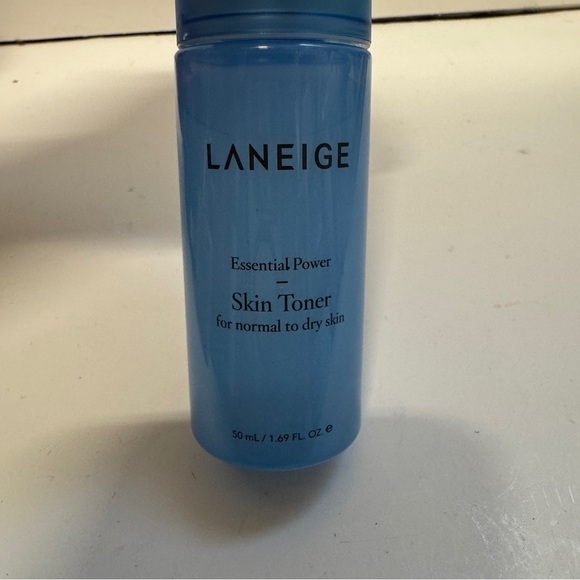 LANEIGE
Essential Power
Skin Toner
for normal to dry skin
50 mL / 1.69 FL. OZ. ℮